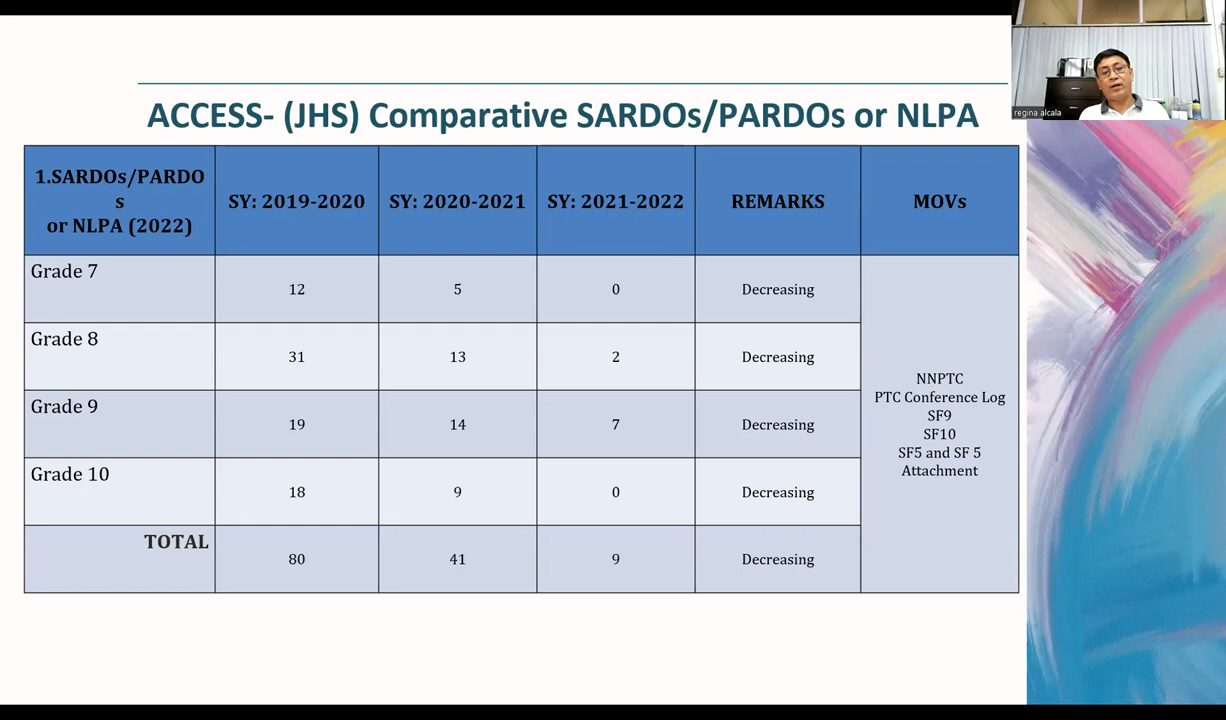 regina alcala
ACCESS- (JHS) Comparative SARDOs/PARDOs or NLPA
1.SARDOs/PARDO
s
or NLPA (2022)
SY: 2019-2020
SY: 2020-2021
SY: 2021-2022
REMARKS
MOVs
Grade 7
12
5
0
Decreasing
Grade 8
31
13
2
Decreasing
Grade 9
19
14
7
Decreasing
Grade 10
18
9
0
Decreasing
TOTAL
80
41
9
Decreasing
NNPTC
PTC Conference Log
SF9
SF10
SF5 and SF 5
Attachment